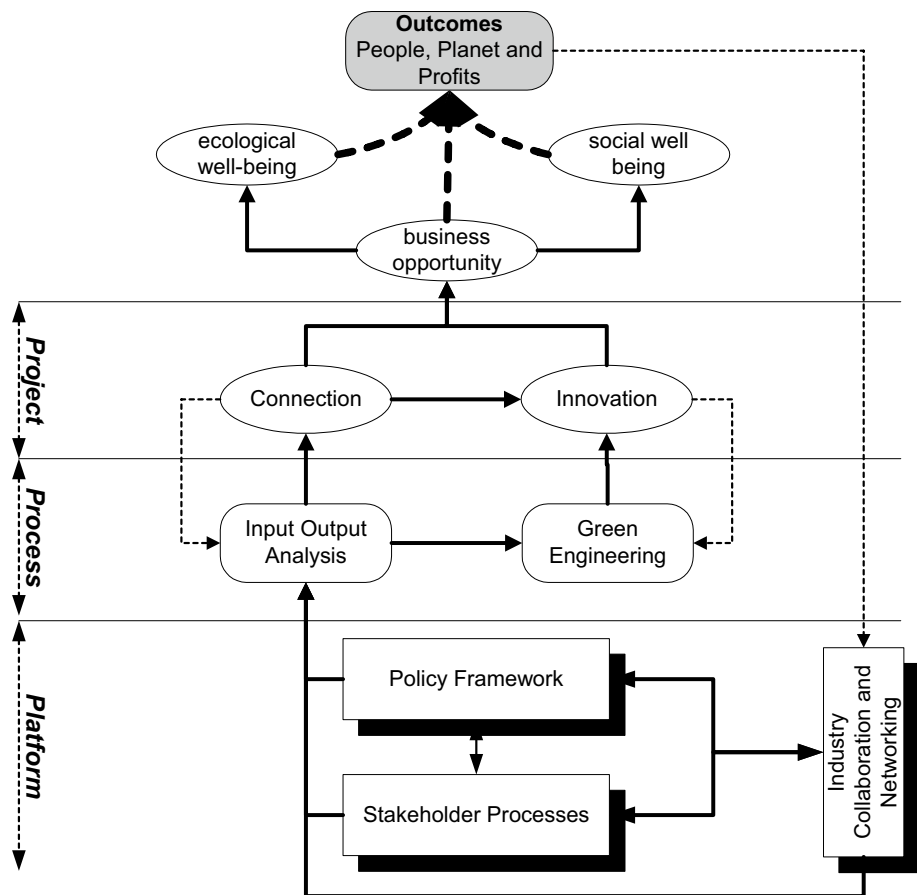 Outcomes
People, Planet and
Profits
ecological
well-being
social well
being
business
opportunity
Project
Connection
Innovation
Process
Input Output
Analysis
Green
Engineering
Platform
Policy Framework
Stakeholder Processes
Industry
Collaboration and
Networking